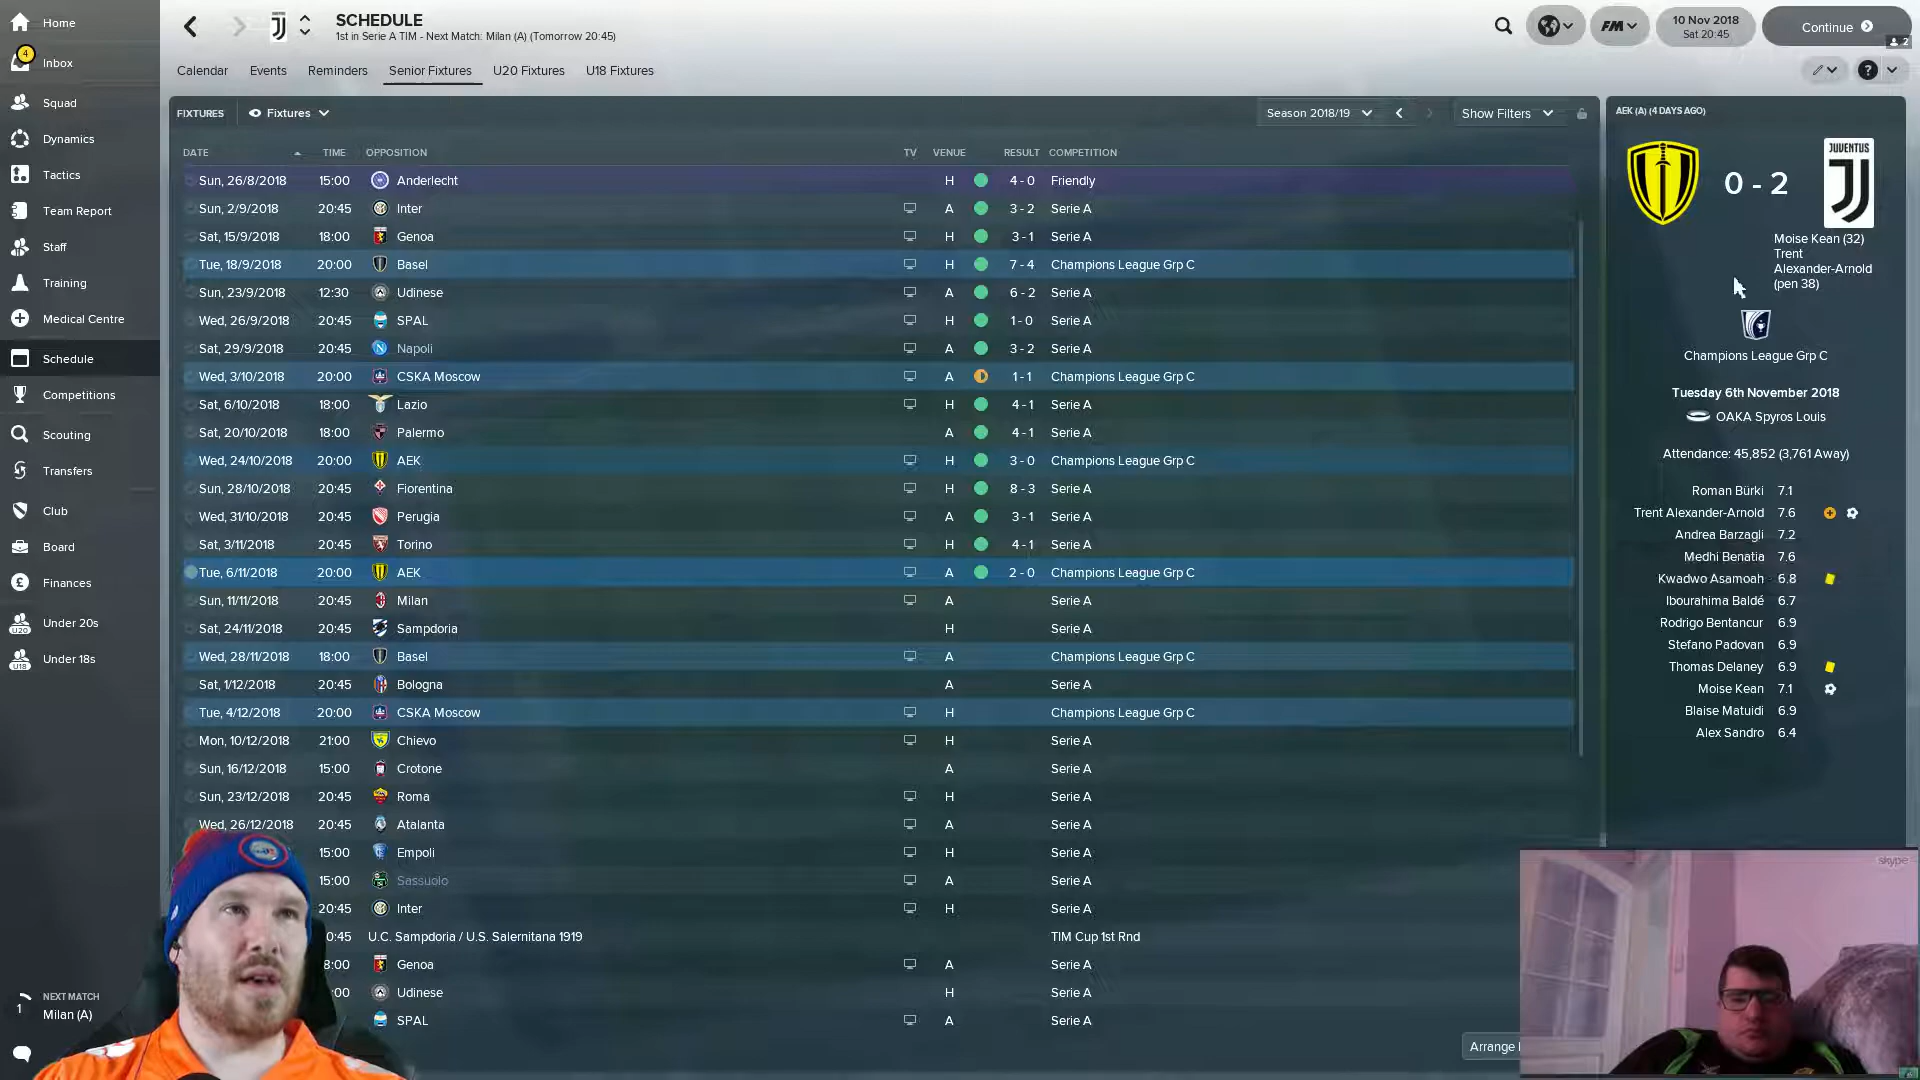 Home
SCHEDULE
1st in Serie A TIM - Next Match: Milan (A) (Tomorrow 20:45)
FM
10 Nov 2018
Sat 20:45
Continue
2
4
Inbox
Calendar Events Reminders Senior Fixtures U20 Fixtures U18 Fixtures
?
Squad
Dynamics
Tactics
Team Report
Staff
Training
Medical Centre
Schedule
Competitions
Scouting
Transfers
Club
Board
Finances
U20 Under 20s
U18 Under 18s
1 NEXT MATCH
Milan (A)
FIXTURES Fixtures Season 2018/19 Show Filters
DATE TIME OPPOSITION TV VENUE RESULT COMPETITION
Sun, 26/8/2018 15:00 Anderlecht H 4 - 0 Friendly
Sun, 2/9/2018 20:45 Inter A 3 - 2 Serie A
Sat, 15/9/2018 18:00 Genoa H 3 - 1 Serie A
Tue, 18/9/2018 20:00 Basel H 7 - 4 Champions League Grp C
Sun, 23/9/2018 12:30 Udinese A 6 - 2 Serie A
Wed, 26/9/2018 20:45 SPAL H 1 - 0 Serie A
Sat, 29/9/2018 20:45 Napoli A 3 - 2 Serie A
Wed, 3/10/2018 20:00 CSKA Moscow A 1 - 1 Champions League Grp C
Sat, 6/10/2018 18:00 Lazio H 4 - 1 Serie A
Sat, 20/10/2018 18:00 Palermo A 4 - 1 Serie A
Wed, 24/10/2018 20:00 AEK H 3 - 0 Champions League Grp C
Sun, 28/10/2018 20:45 Fiorentina H 8 - 3 Serie A
Wed, 31/10/2018 20:45 Perugia A 3 - 1 Serie A
Sat, 3/11/2018 20:45 Torino H 4 - 1 Serie A
Tue, 6/11/2018 20:00 AEK A 2 - 0 Champions League Grp C
Sun, 11/11/2018 20:45 Milan A Serie A
Sat, 24/11/2018 20:45 Sampdoria H Serie A
Wed, 28/11/2018 18:00 Basel A Champions League Grp C
Sat, 1/12/2018 20:45 Bologna A Serie A
Tue, 4/12/2018 20:00 CSKA Moscow H Champions League Grp C
Mon, 10/12/2018 21:00 Chievo H Serie A
Sun, 16/12/2018 15:00 Crotone A Serie A
Sun, 23/12/2018 20:45 Roma H Serie A
Wed, 26/12/2018 20:45 Atalanta A Serie A
15:00 Empoli H Serie A
15:00 Sassuolo A Serie A
20:45 Inter H Serie A
0:45 U.C. Sampdoria / U.S. Salernitana 1919 TIM Cup 1st Rnd
8:00 Genoa A Serie A
:00 Udinese H Serie A
SPAL A Serie A
Arrange
AEK (A) (4 DAYS AGO)
JUVENTUS
0 - 2
Moise Kean (32)
Trent
Alexander-Arnold
(pen 38)
Champions League Grp C
Tuesday 6th November 2018
OAKA Spyros Louis
Attendance: 45,852 (3,761 Away)
Roman Bürki 7.1
Trent Alexander-Arnold 7.6
Andrea Barzagli 7.2
Medhi Benatia 7.6
Kwadwo Asamoah 6.8
Ibourahima Baldé 6.7
Rodrigo Bentancur 6.9
Stefano Padovan 6.9
Thomas Delaney 6.9
Moise Kean 7.1
Blaise Matuidi 6.9
Alex Sandro 6.4
skype